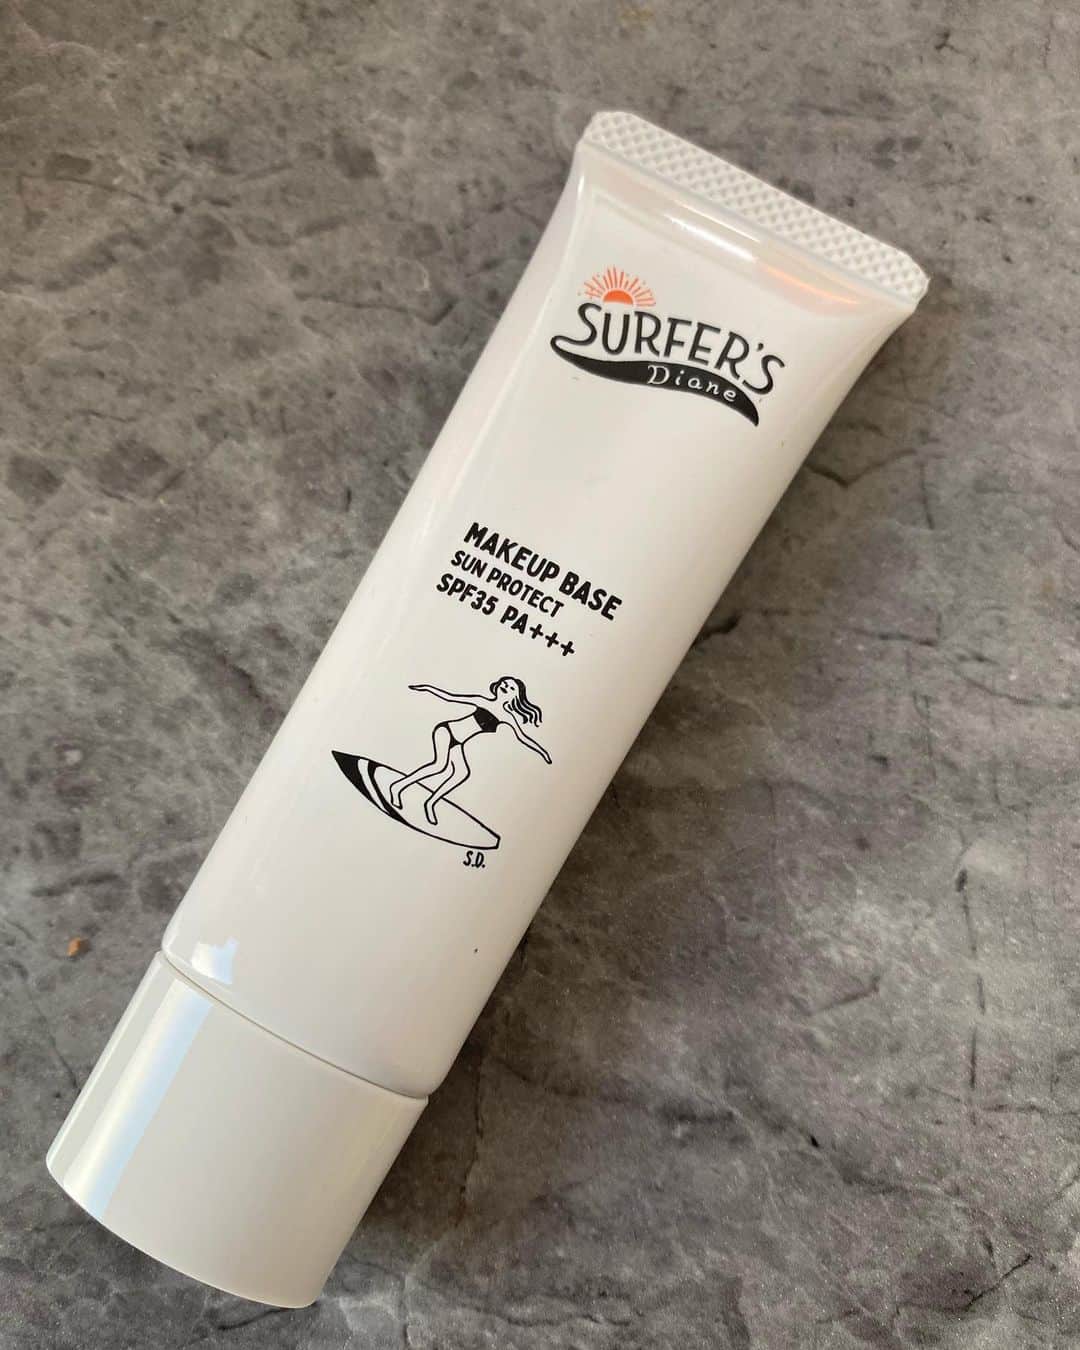 SURFER'S
Diane
MAKEUP BASE
SUN PROTECT
SPF35 PA+++
S.D.